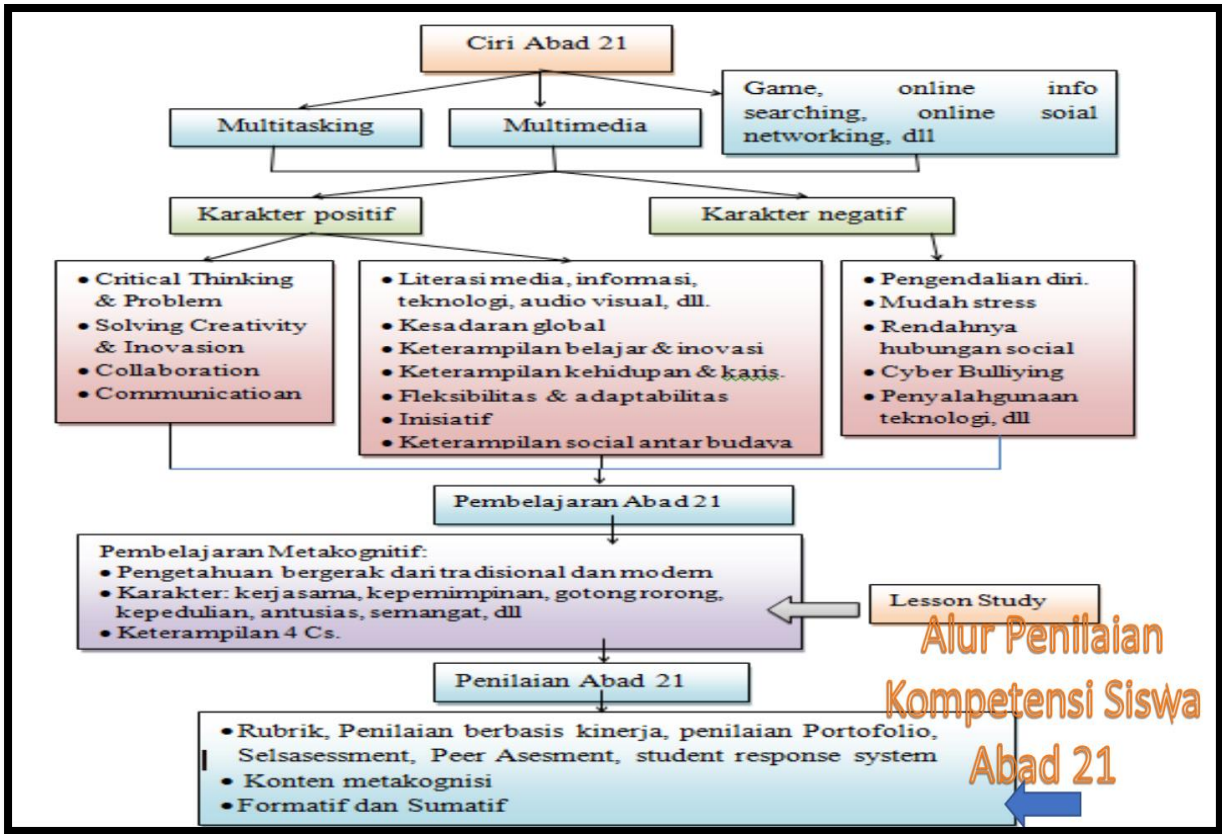 Ciri Abad 21
Multitasking
Multimedia
Game, online info
searching, online soial
networking, dll
Karakter positif
Karakter negatif
• Critical Thinking
& Problem
• Solving Creativity
& Inovasion
• Collaboration
• Communicatioan
• Literasi media, informasi,
teknologi, audio visual, dll.
• Kesadaran global
• Keterampilan belajar & inovasi
• Keterampilan kehidupan & karis.
• Fleksibilitas & adaptabilitas
• Inisiatif
• Keterampilan social antar budaya
• Pengendalian diri.
• Mudah stress
• Rendahnya
hubungan social
• Cyber Bulliying
• Penyalahgunaan
teknologi, dll
Pembelajaran Abad 21
Pembelajaran Metakognitif:
• Pengetahuan bergerak dari tradisional dan modern
• Karakter: kerjasama, kepemimpinan, gotong rorong,
kepedulian, antusias, semangat, dll
• Keterampilan 4 Cs.
Lesson Study
Alur Penilaian
Kompetensi Siswa
Abad 21
Penilaian Abad 21
• Rubrik, Penilaian berbasis kinerja, penilaian Portofolio,
Selsasessment, Peer Asesment, student response system
• Konten metakognisi
• Formatif dan Sumatif